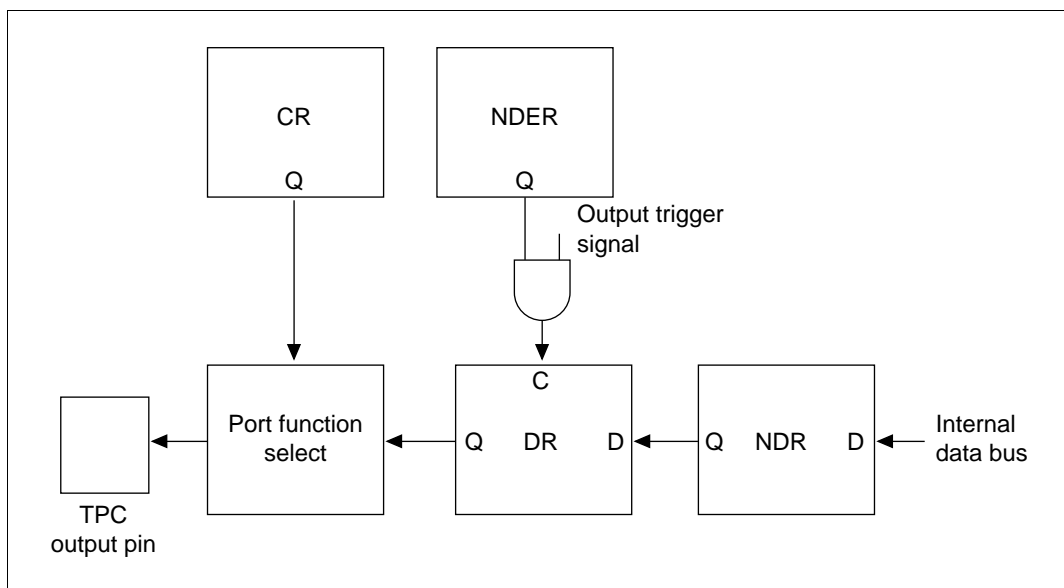 CR
Q
NDER
Q
Output trigger
signal
C
Port function
select
Q DR D
Q NDR D
Internal
data bus
TPC
output pin